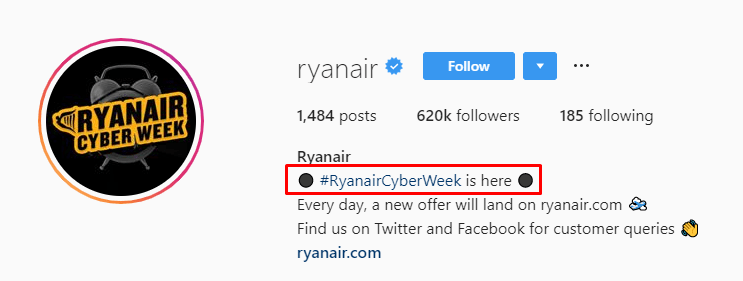 RYANAIR
CYBER WEEK
ryanair
Follow
1,484 posts 620k followers 185 following
Ryanair
⚫ #RyanairCyberWeek is here ⚫
Every day, a new offer will land on ryanair.com 🌥️
Find us on Twitter and Facebook for customer queries 👏
ryanair.com